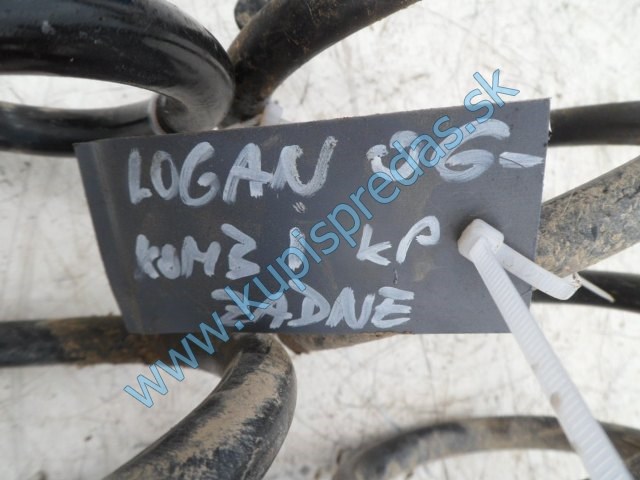 LOGAN 06-
KOMBI KP
ZADNE
www.kupispredas.sk